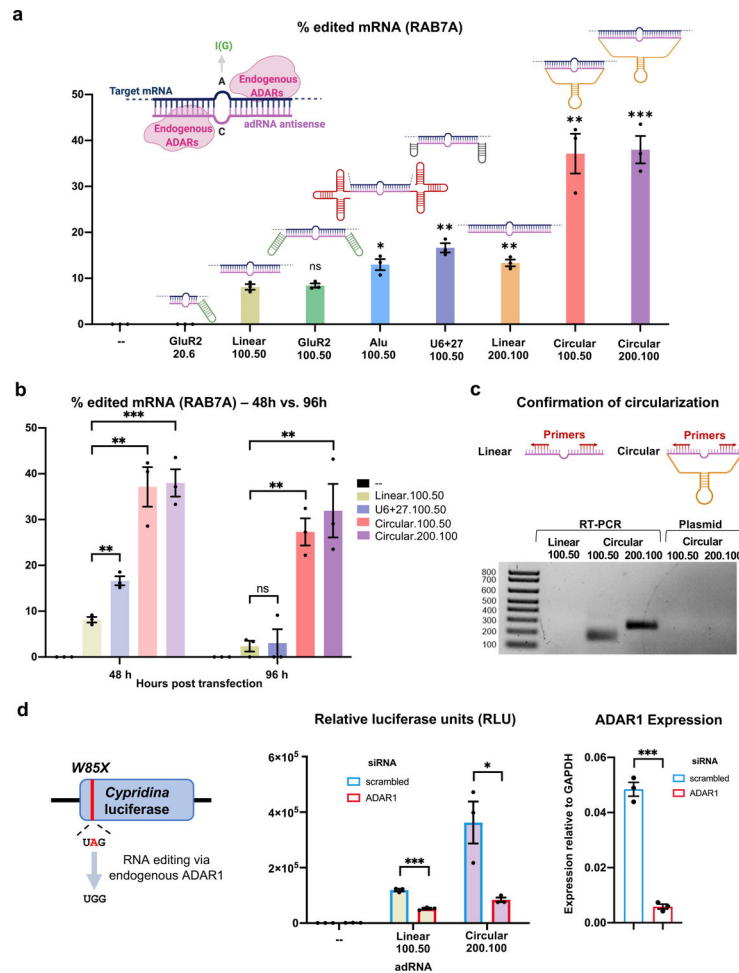 a
% edited mRNA (RAB7A)
I(G)
A
Endogenous
ADARs
Target mRNA
adRNA antisense
C
Endogenous
ADARs
50
40
30
20
10
0
ns
*
**
**
**
***
--
GluR2
20.6
Linear
100.50
GluR2
100.50
Alu
100.50
U6+27
100.50
Linear
200.100
Circular
100.50
Circular
200.100
b
% edited mRNA (RAB7A) – 48h vs. 96h
50
40
30
20
10
0
***
**
**
**
**
ns
48 h
96 h
Hours post transfection
--
Linear.100.50
U6+27.100.50
Circular.100.50
Circular.200.100
c
Confirmation of circularization
Linear
Primers
Circular
Primers
RT-PCR
Plasmid
Linear
100.50
Circular
100.50 200.100
Circular
100.50 200.100
800
700
600
500
400
300
200
100
d
W85X
Cypridina
luciferase
UAG
RNA editing via
endogenous ADAR1
UGG
Relative luciferase units (RLU)
6×10⁵
4×10⁵
2×10⁵
0
siRNA
scrambled
ADAR1
***
*
--
Linear
100.50
Circular
200.100
adRNA
ADAR1 Expression
Expression relative to GAPDH
0.06
0.04
0.02
0.00
***
siRNA
scrambled
ADAR1